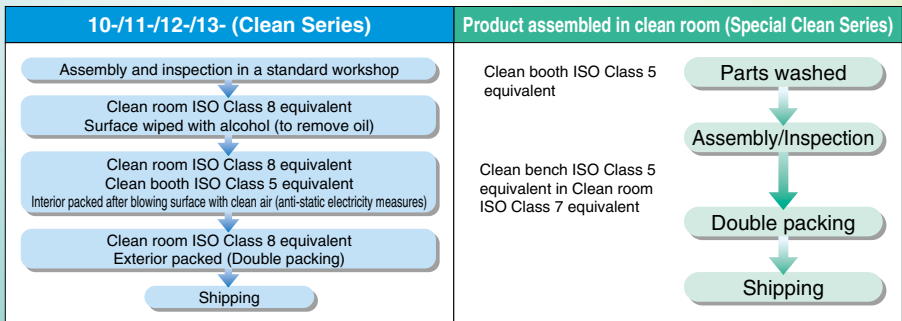 10-/11-/12-/13- (Clean Series)
Assembly and inspection in a standard workshop
Clean room ISO Class 8 equivalent
Surface wiped with alcohol (to remove oil)
Clean room ISO Class 8 equivalent
Clean booth ISO Class 5 equivalent
Interior packed after blowing surface with clean air (anti-static electricity measures)
Clean room ISO Class 8 equivalent
Exterior packed (Double packing)
Shipping
Product assembled in clean room (Special Clean Series)
Clean booth ISO Class 5
equivalent
Parts washed
Assembly/Inspection
Clean bench ISO Class 5
equivalent in Clean room
ISO Class 7 equivalent
Double packing
Shipping